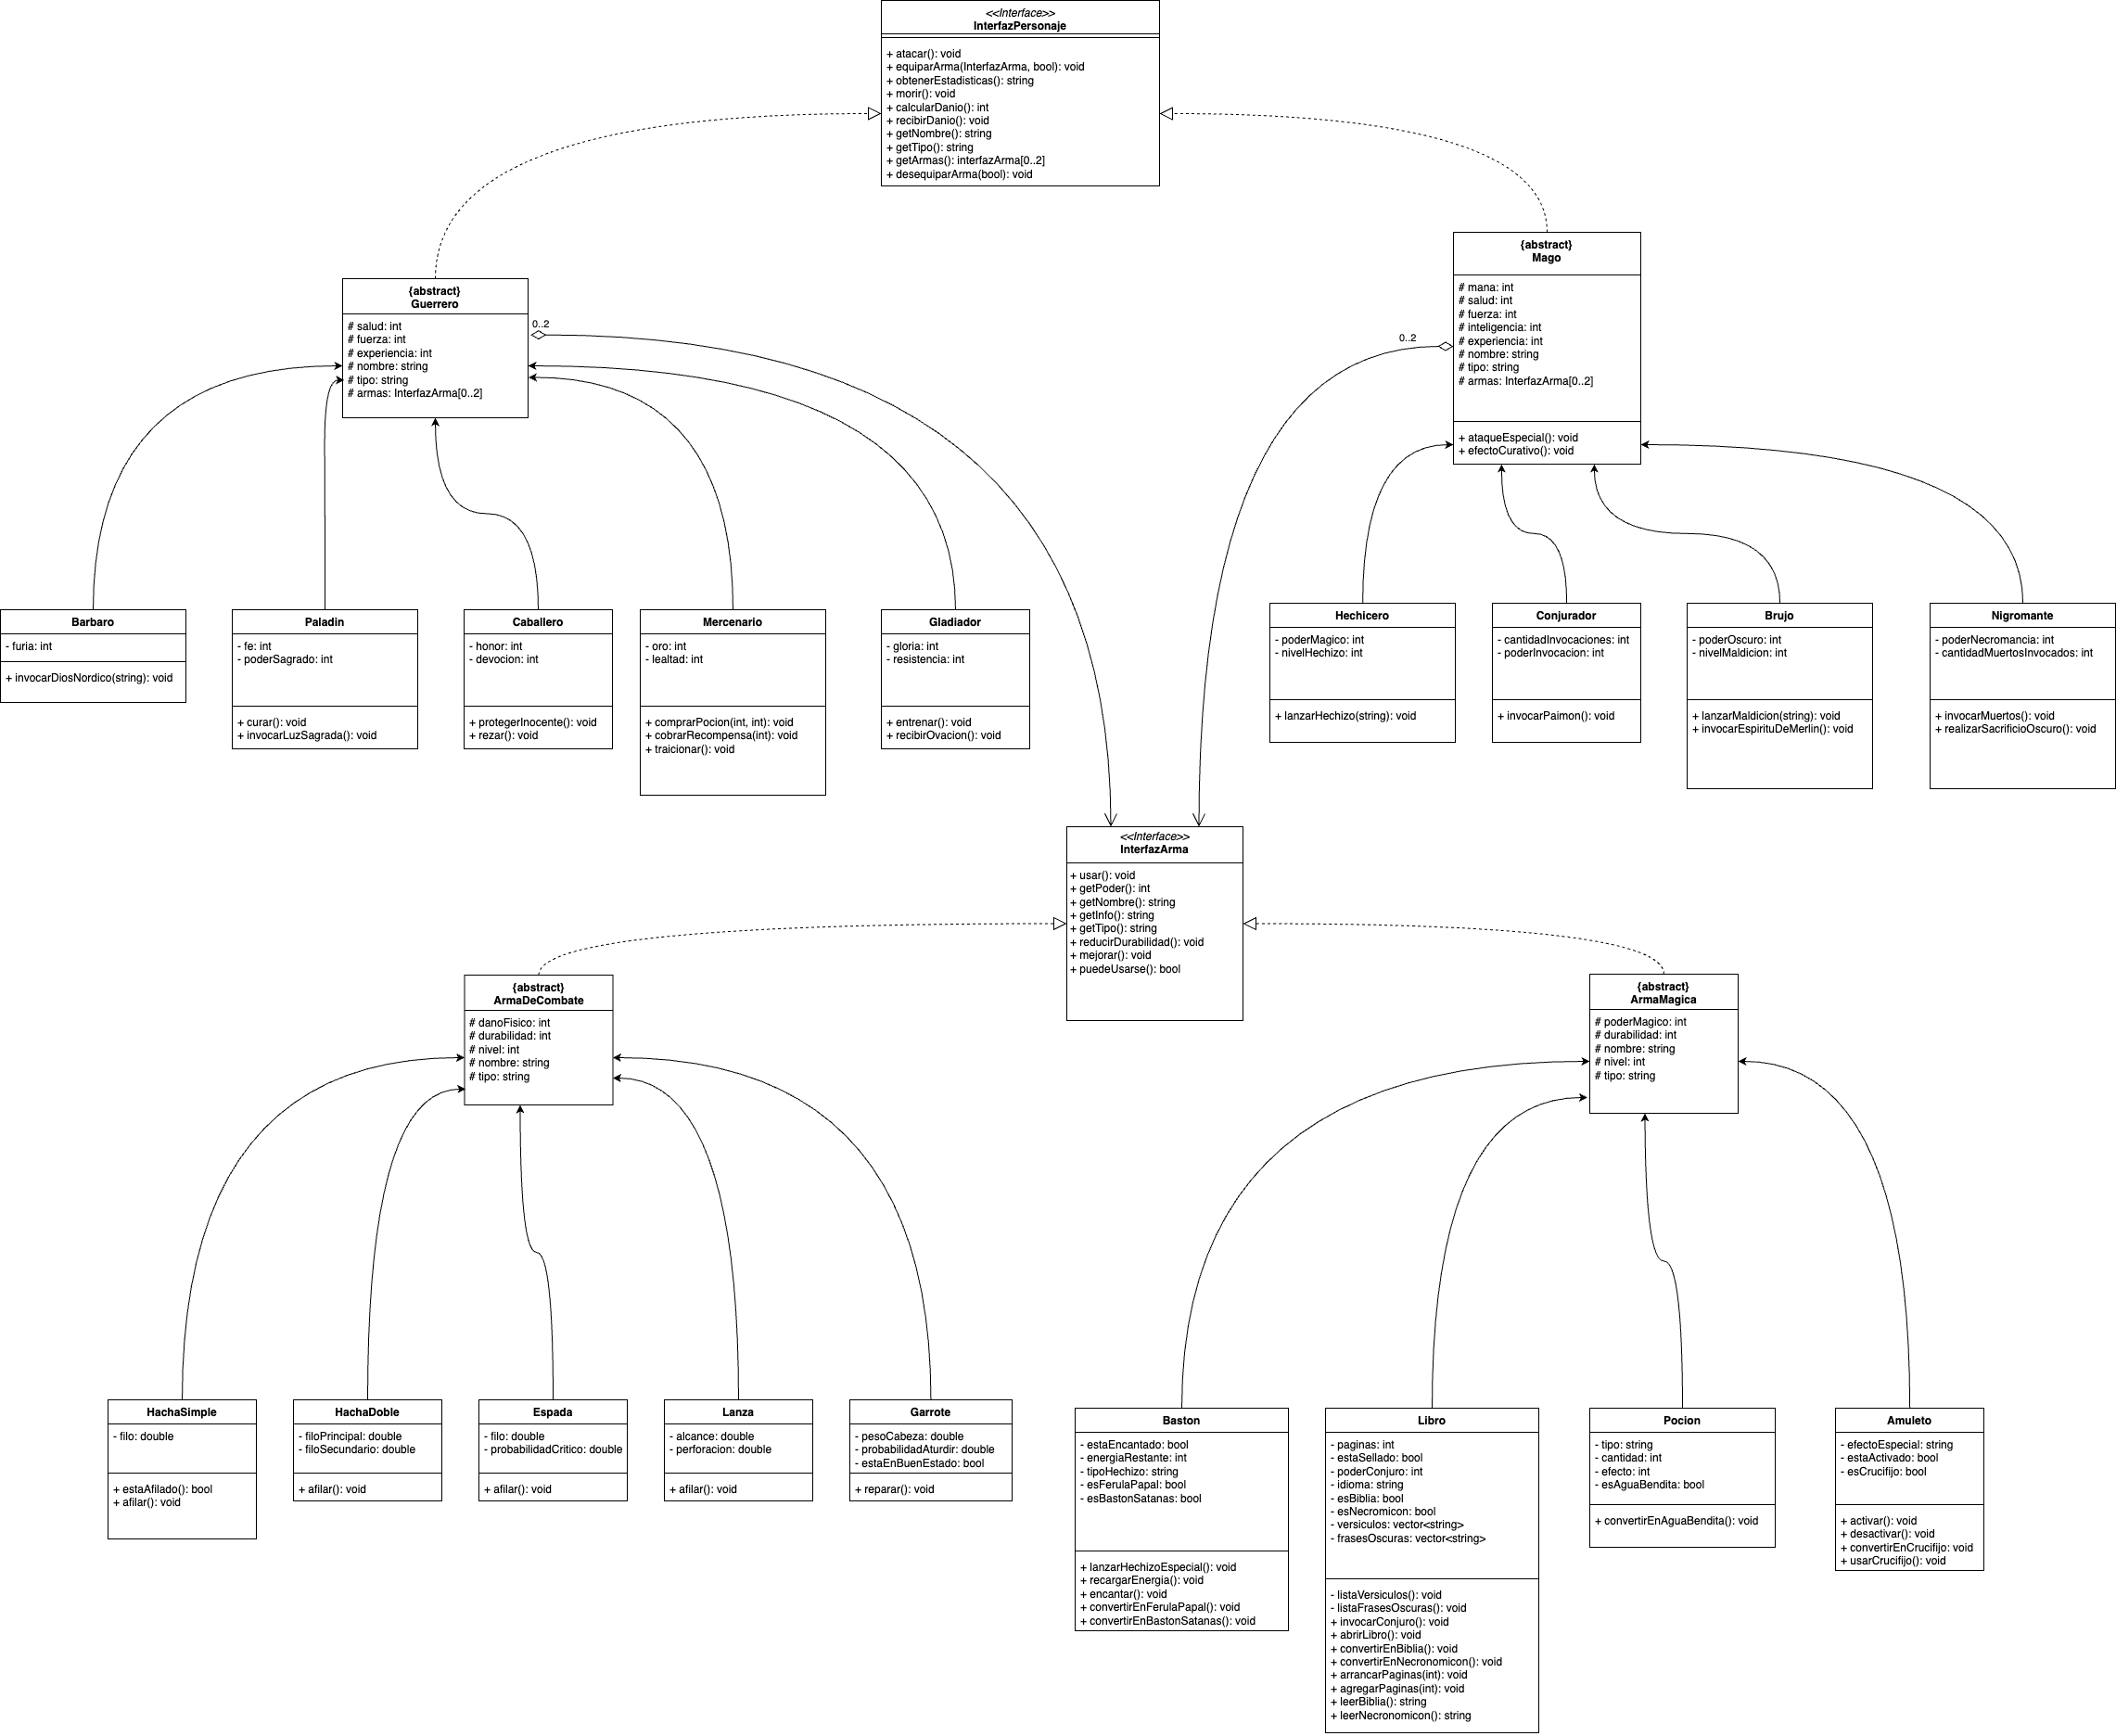 <<Interface>>
InterfazPersonaje
+ atacar(): void
+ equiparArma(InterfazArma, bool): void
+ obtenerEstadisticas(): string
+ morir(): void
+ calcularDanio(): int
+ recibirDanio(): void
+ getNombre(): string
+ getTipo(): string
+ getArmas(): interfazArma[0..2]
+ desequiparArma(bool): void
{abstract}
Guerrero
# salud: int
# fuerza: int
# experiencia: int
# nombre: string
# tipo: string
# armas: InterfazArma[0..2]
0..2
{abstract}
Mago
# mana: int
# salud: int
# fuerza: int
# inteligencia: int
# experiencia: int
# nombre: string
# tipo: string
# armas: InterfazArma[0..2]
+ ataqueEspecial(): void
+ efectoCurativo(): void
0..2
Barbaro
- furia: int
+ invocarDiosNordico(string): void
Paladin
- fe: int
- poderSagrado: int
+ curar(): void
+ invocarLuzSagrada(): void
Caballero
- honor: int
- devocion: int
+ protegerInocente(): void
+ rezar(): void
Mercenario
- oro: int
- lealtad: int
+ comprarPocion(int, int): void
+ cobrarRecompensa(int): void
+ traicionar(): void
Gladiador
- gloria: int
- resistencia: int
+ entrenar(): void
+ recibirOvacion(): void
Hechicero
- poderMagico: int
- nivelHechizo: int
+ lanzarHechizo(string): void
Conjurador
- cantidadInvocaciones: int
- poderInvocacion: int
+ invocarPaimon(): void
Brujo
- poderOscuro: int
- nivelMaldicion: int
+ lanzarMaldicion(string): void
+ invocarEspirituDeMerlin(): void
Nigromante
- poderNecromancia: int
- cantidadMuertosInvocados: int
+ invocarMuertos(): void
+ realizarSacrificioOscuro(): void
<<Interface>>
InterfazArma
+ usar(): void
+ getPoder(): int
+ getNombre(): string
+ getInfo(): string
+ getTipo(): string
+ reducirDurabilidad(): void
+ mejorar(): void
+ puedeUsarse(): bool
{abstract}
ArmaDeCombate
# danoFisico: int
# durabilidad: int
# nivel: int
# nombre: string
# tipo: string
{abstract}
ArmaMagica
# poderMagico: int
# durabilidad: int
# nombre: string
# nivel: int
# tipo: string
HachaSimple
- filo: double
+ estaAfilado(): bool
+ afilar(): void
HachaDoble
- filoPrincipal: double
- filoSecundario: double
+ afilar(): void
Espada
- filo: double
- probabilidadCritico: double
+ afilar(): void
Lanza
- alcance: double
- perforacion: double
+ afilar(): void
Garrote
- pesoCabeza: double
- probabilidadAturdir: double
- estaEnBuenEstado: bool
+ reparar(): void
Baston
- estaEncantado: bool
- energiaRestante: int
- tipoHechizo: string
- esFerulaPapal: bool
- esBastonSatanas: bool
+ lanzarHechizoEspecial(): void
+ recargarEnergia(): void
+ encantar(): void
+ convertirEnFerulaPapal(): void
+ convertirEnBastonSatanas(): void
Libro
- paginas: int
- estaSellado: bool
- poderConjuro: int
- idioma: string
- esBiblia: bool
- esNecromicon: bool
- versiculos: vector<string>
- frasesOscuras: vector<string>
- listaVersiculos(): void
- listaFrasesOscuras(): void
+ invocarConjuro(): void
+ abrirLibro(): void
+ convertirEnBiblia(): void
+ convertirEnNecronomicon(): void
+ arrancarPaginas(int): void
+ agregarPaginas(int): void
+ leerBiblia(): string
+ leerNecronomicon(): string
Pocion
- tipo: string
- cantidad: int
- efecto: int
- esAguaBendita: bool
+ convertirEnAguaBendita(): void
Amuleto
- efectoEspecial: string
- estaActivado: bool
- esCrucifijo: bool
+ activar(): void
+ desactivar(): void
+ convertirEnCrucifijo: void
+ usarCrucifijo(): void